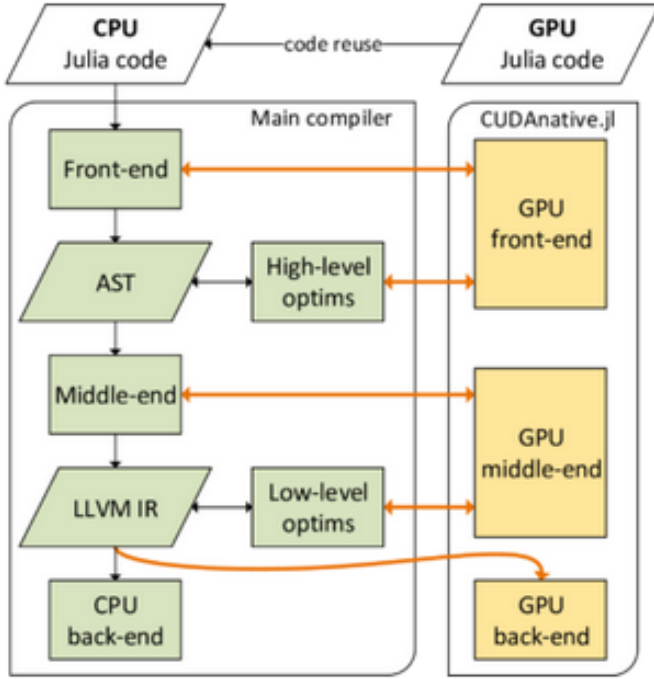 CPU
Julia code
code reuse
GPU
Julia code
Main compiler
CUDAnative.jl
Front-end
GPU
front-end
AST
High-level
optims
Middle-end
GPU
middle-end
LLVM IR
Low-level
optims
CPU
back-end
GPU
back-end